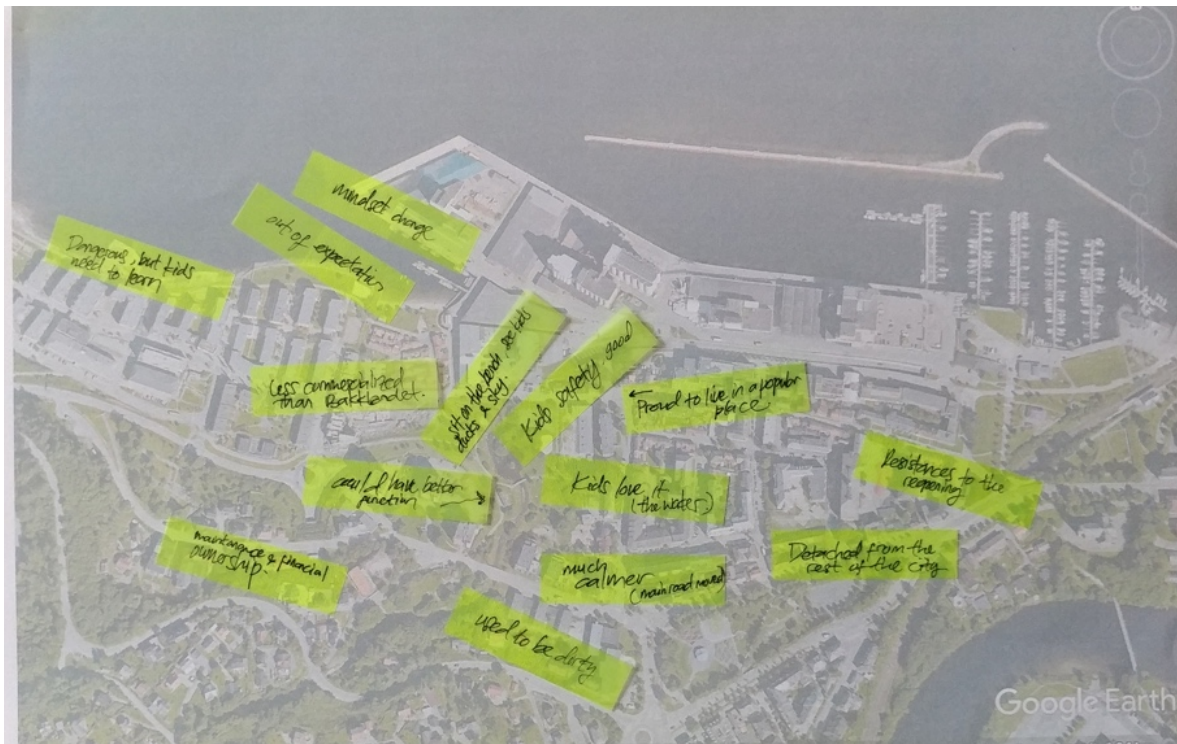 mindset change
out of expectation
Dangerous, but kids
need to learn
sit on the bench, see kids
ducks & stay.
Kids safety, good
Less commercialized
than Bakklandet.
Proud to live in a popular
place.
could have better
function
Kids love it
(the water)
Resistances to the
reopening
maintenance & financial
ownership.
much
calmer
(main road moved)
Detached from the
rest of the city
used to be dirty
Google Earth